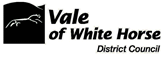 Vale
of White Horse
District Council